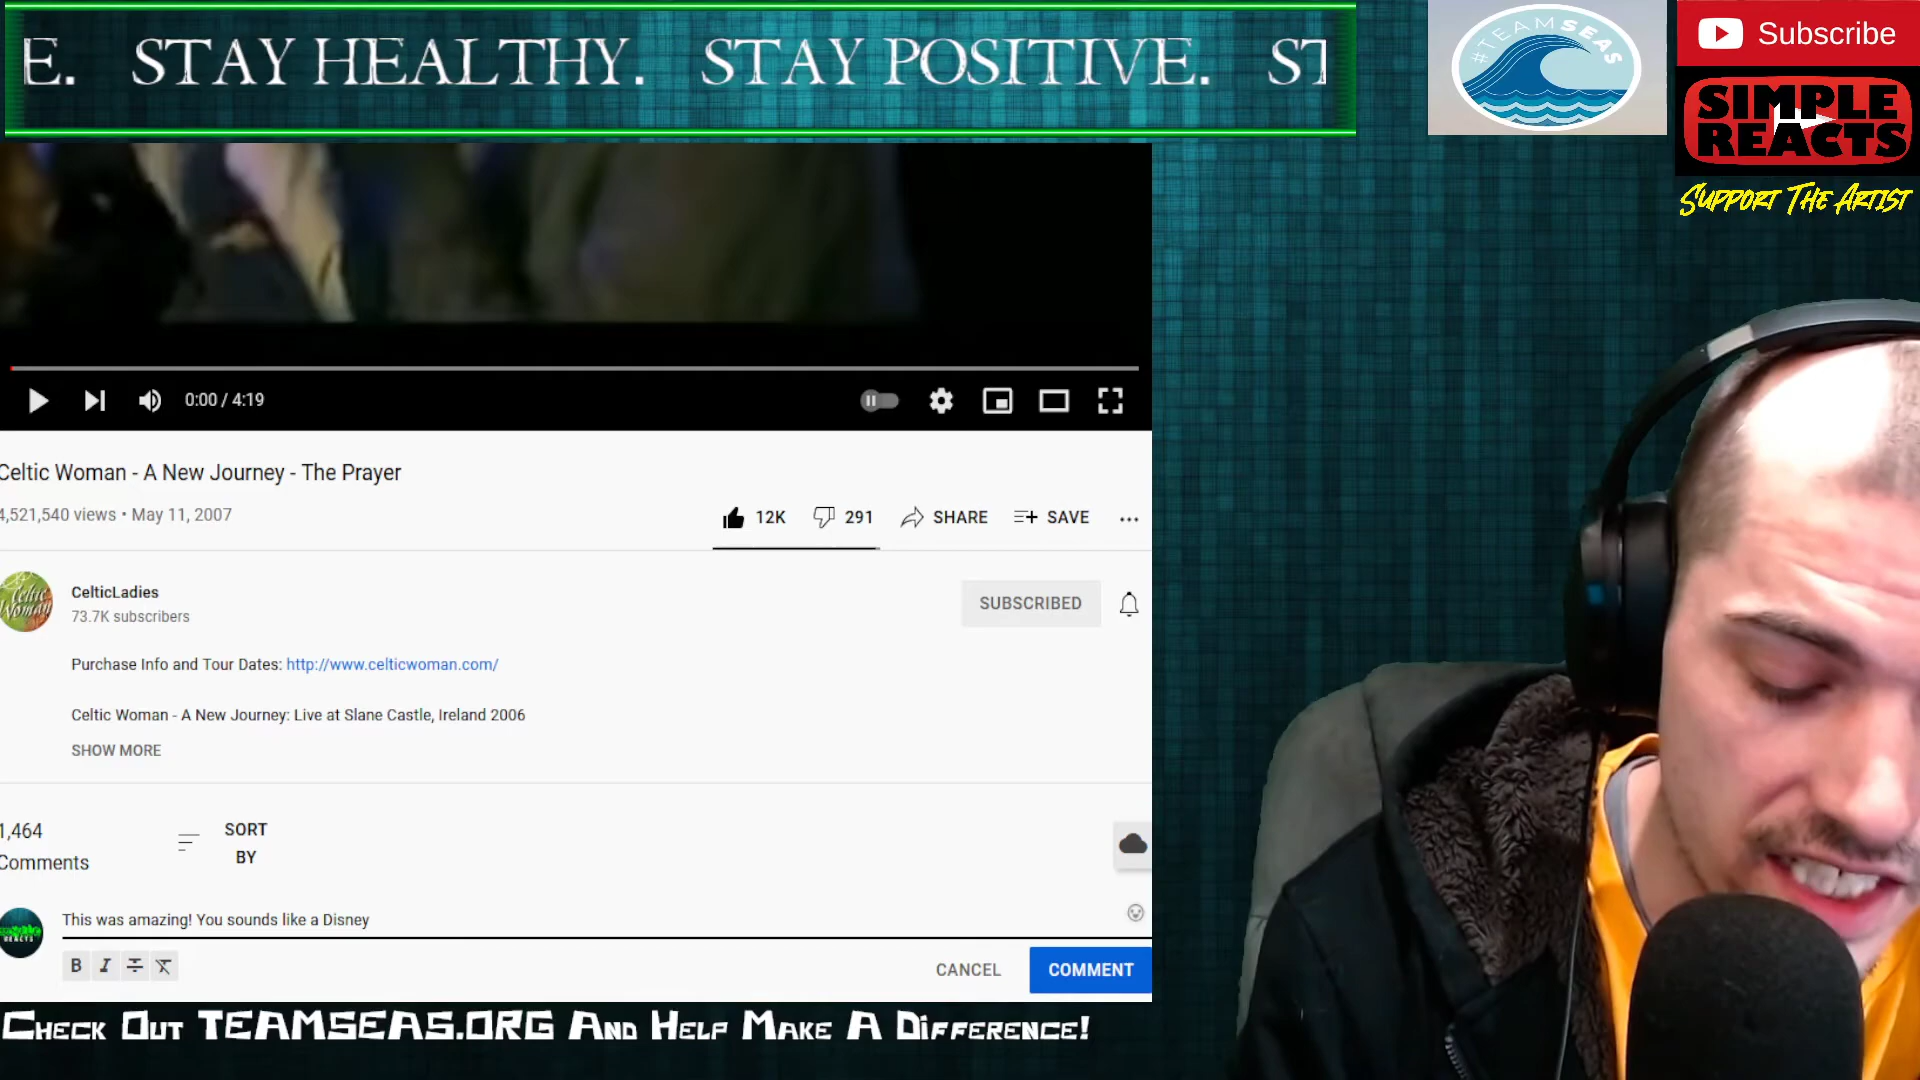 E. STAY HEALTHY. STAY POSITIVE. ST
#TEAMSEAS
Subscribe
SIMPLE
REACTS
SUPPORT THE ARTIST
0:00 / 4:19
Celtic Woman - A New Journey - The Prayer
4,521,540 views • May 11, 2007
12K 291 SHARE SAVE
CelticLadies
73.7K subscribers
SUBSCRIBED
Celtic
Woman
Purchase Info and Tour Dates: http://www.celticwoman.com/
Celtic Woman - A New Journey: Live at Slane Castle, Ireland 2006
SHOW MORE
1,464
Comments
SORT
BY
This was amazing! You sounds like a Disney
B I
CANCEL COMMENT
CHECK OUT TEAMSEAS.ORG AND HELP MAKE A DIFFERENCE!